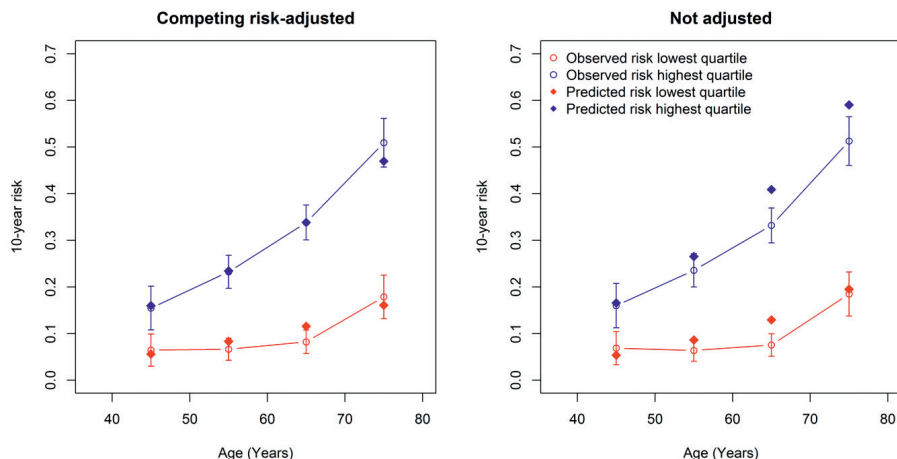 Competing risk-adjusted
Not adjusted
10-year risk
0.7
0.6
0.5
0.4
0.3
0.2
0.1
0.0
40 50 60 70 80
Age (Years)
10-year risk
0.7
0.6
0.5
0.4
0.3
0.2
0.1
0.0
Observed risk lowest quartile
Observed risk highest quartile
Predicted risk lowest quartile
Predicted risk highest quartile
40 50 60 70 80
Age (Years)